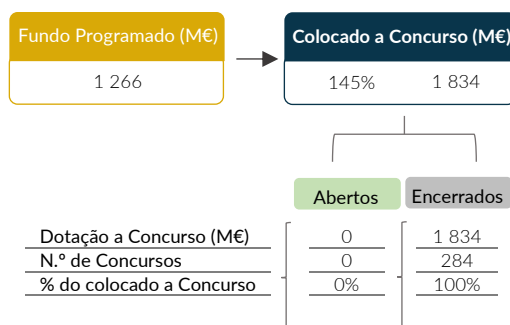 Fundo Programado (M€) Colocado a Concurso (M€)
1 266 145% 1 834
Abertos Encerrados
Dotação a Concurso (M€) 0 1 834
N.º de Concursos 0 284
% do colocado a Concurso 0% 100%